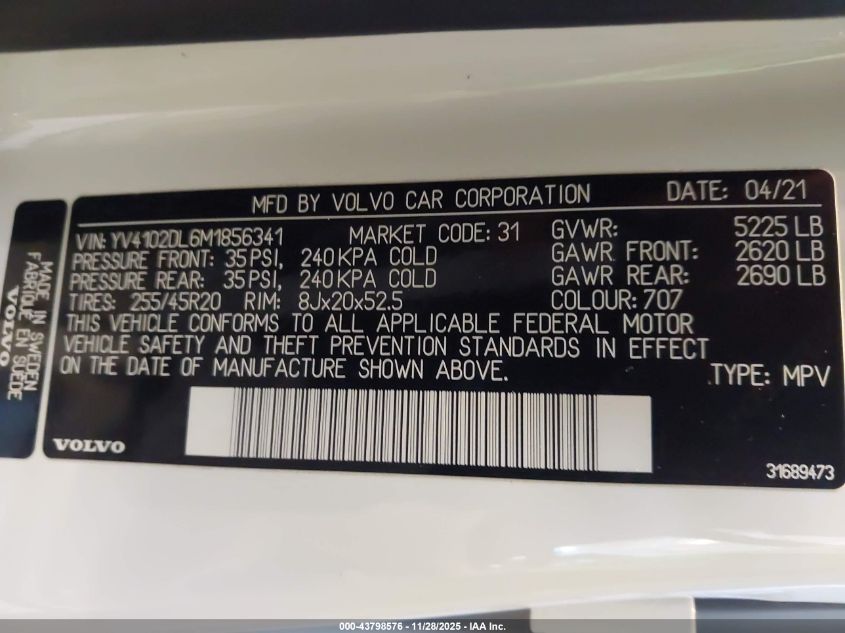 MFD BY VOLVO CAR CORPORATION DATE: 04/21
VIN: YV4102DL6M1856341 MARKET CODE: 31 GVWR: 5225 LB
PRESSURE FRONT: 35 PSI, 240 KPA COLD GAWR FRONT: 2620 LB
PRESSURE REAR: 35 PSI, 240 KPA COLD GAWR REAR: 2690 LB
TIRES: 255/45R20 RIM: 8Jx20x52.5 COLOUR: 707
THIS VEHICLE CONFORMS TO ALL APPLICABLE FEDERAL MOTOR
VEHICLE SAFETY AND THEFT PREVENTION STANDARDS IN EFFECT
ON THE DATE OF MANUFACTURE SHOWN ABOVE. TYPE: MPV
VOLVO
31689473
MADE IN SWEDEN
FABRIQUÉ EN SUÈDE
VOLVO
000-43798576 - 11/28/2025 - IAA Inc.